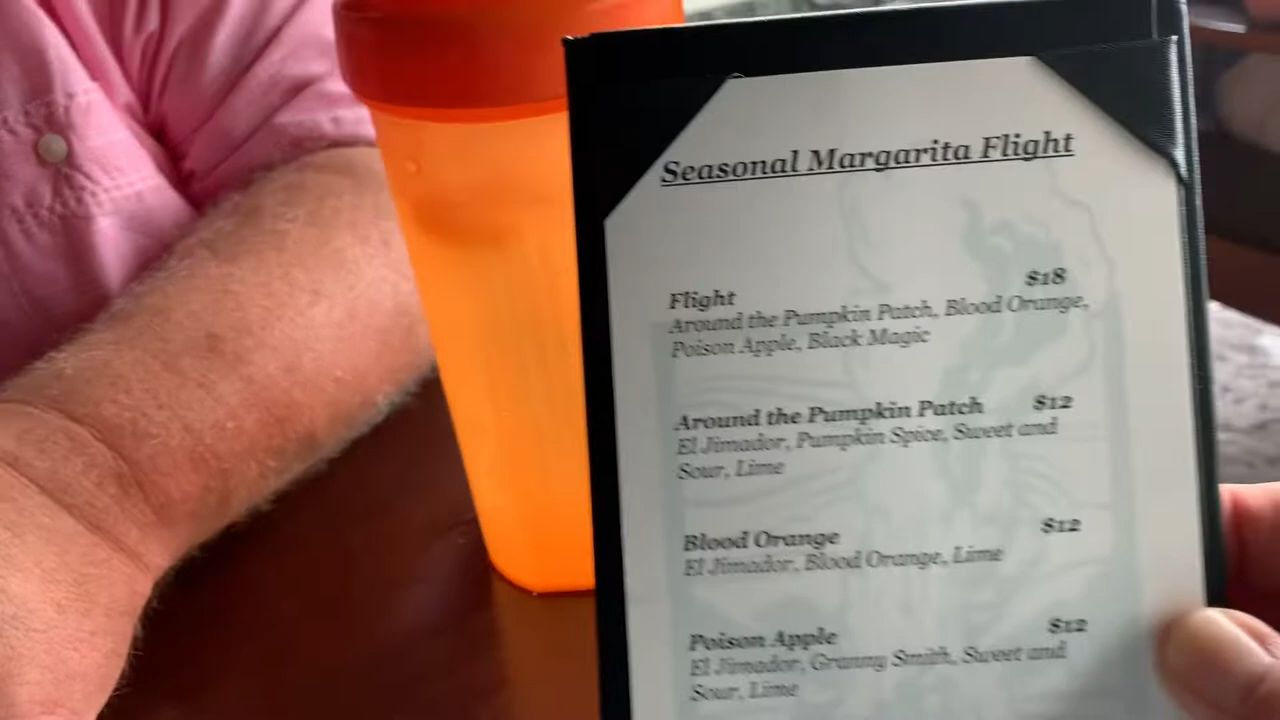 Seasonal Margarita Flight
Flight $18
Around the Pumpkin Patch, Blood Orange,
Poison Apple, Black Magic
Around the Pumpkin Patch $12
El Jimador, Pumpkin Spice, Sweet and
Sour, Lime
Blood Orange $12
El Jimador, Blood Orange, Lime
Poison Apple $12
El Jimador, Granny Smith, Sweet and
Sour, Lime